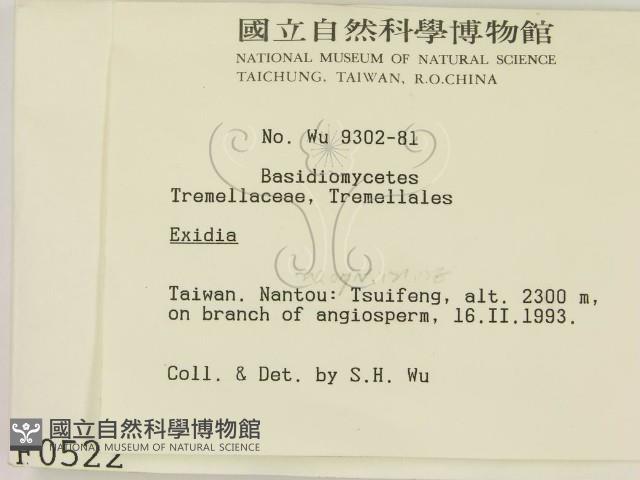 國立自然科學博物館
NATIONAL MUSEUM OF NATURAL SCIENCE
TAICHUNG, TAIWAN, R.O.CHINA
No. Wu 9302-81
Basidiomycetes
Tremellaceae, Tremellales
Exidia
Taiwan. Nantou: Tsuifeng, alt. 2300 m,
on branch of angiosperm, 16.II.1993.
Coll. & Det. by S.H. Wu
國立自然科學博物館
NATIONAL MUSEUM OF NATURAL SCIENCE
F0522